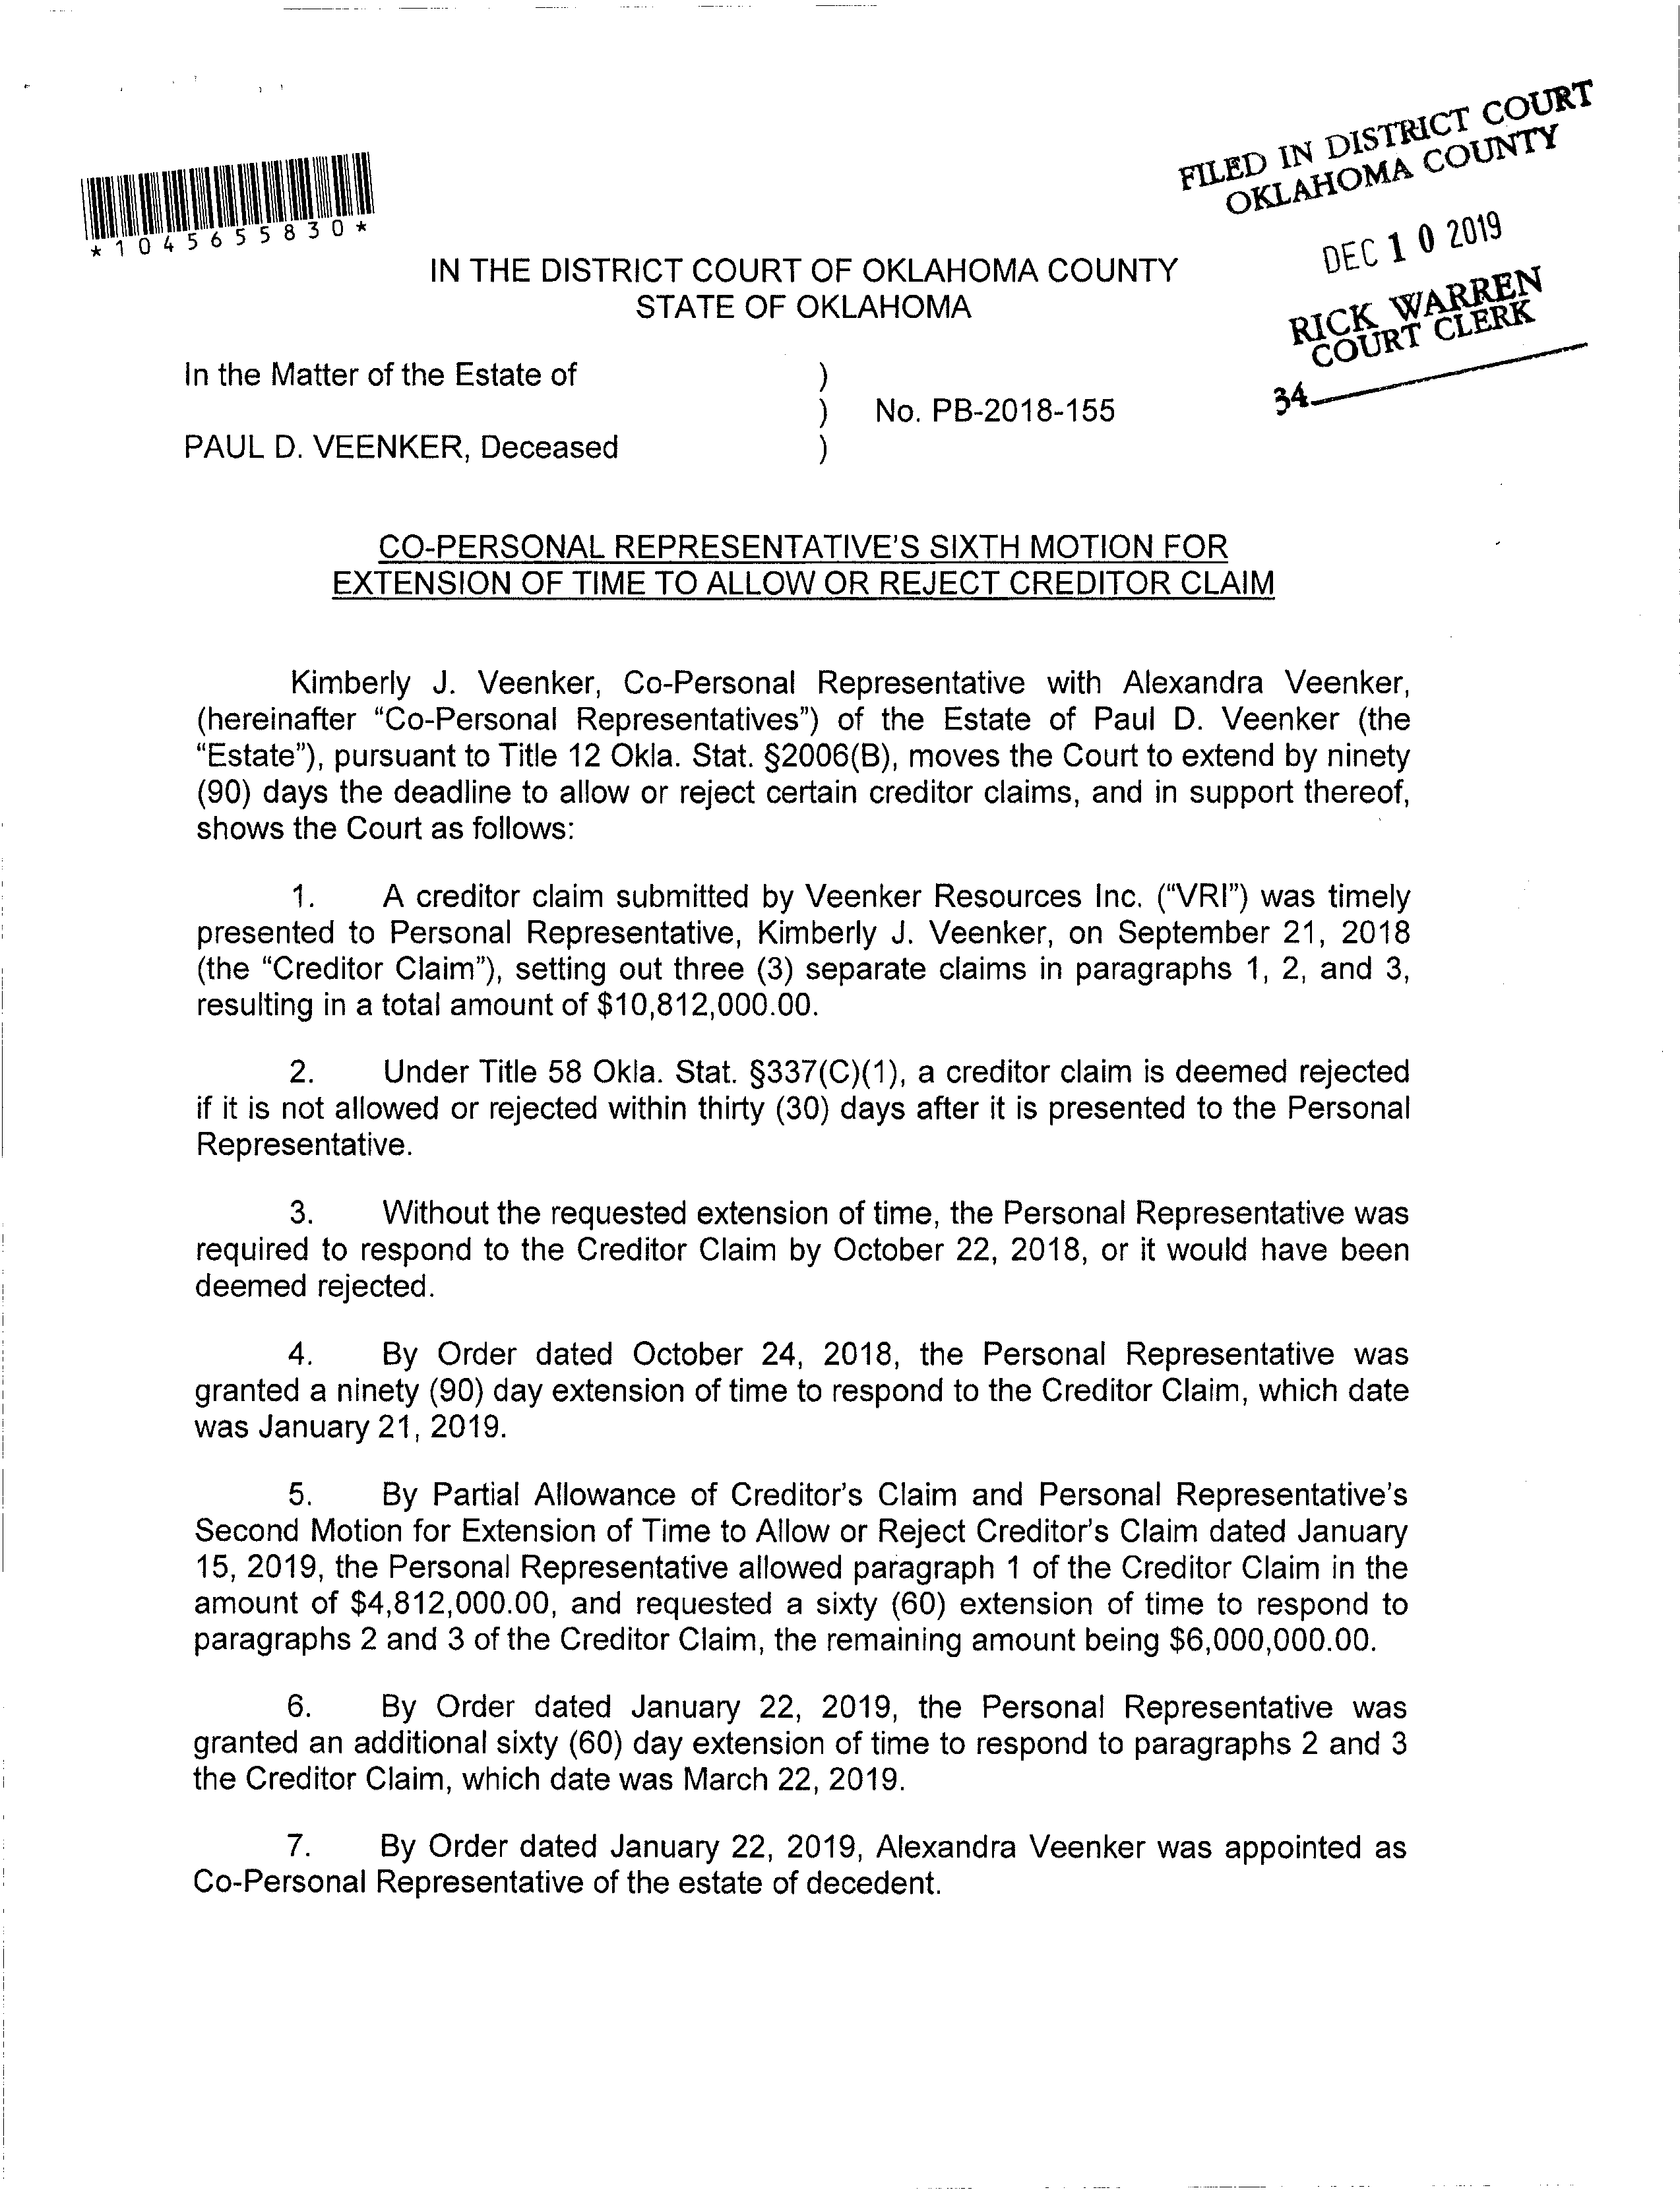 FILED IN DISTRICT COURT
OKLAHOMA COUNTY
DEC 10 2019
RICK WARREN
COURT CLERK
34
*1045655830*
IN THE DISTRICT COURT OF OKLAHOMA COUNTY
STATE OF OKLAHOMA
In the Matter of the Estate of )
) No. PB-2018-155
PAUL D. VEENKER, Deceased )
CO-PERSONAL REPRESENTATIVE'S SIXTH MOTION FOR
EXTENSION OF TIME TO ALLOW OR REJECT CREDITOR CLAIM
Kimberly J. Veenker, Co-Personal Representative with Alexandra Veenker,
(hereinafter “Co-Personal Representatives”) of the Estate of Paul D. Veenker (the
“Estate”), pursuant to Title 12 Okla. Stat. §2006(B), moves the Court to extend by ninety
(90) days the deadline to allow or reject certain creditor claims, and in support thereof,
shows the Court as follows:
1. A creditor claim submitted by Veenker Resources Inc. (“VRI”) was timely
presented to Personal Representative, Kimberly J. Veenker, on September 21, 2018
(the “Creditor Claim”), setting out three (3) separate claims in paragraphs 1, 2, and 3,
resulting in a total amount of $10,812,000.00.
2. Under Title 58 Okla. Stat. §337(C)(1), a creditor claim is deemed rejected
if it is not allowed or rejected within thirty (30) days after it is presented to the Personal
Representative.
3. Without the requested extension of time, the Personal Representative was
required to respond to the Creditor Claim by October 22, 2018, or it would have been
deemed rejected.
4. By Order dated October 24, 2018, the Personal Representative was
granted a ninety (90) day extension of time to respond to the Creditor Claim, which date
was January 21, 2019.
5. By Partial Allowance of Creditor's Claim and Personal Representative's
Second Motion for Extension of Time to Allow or Reject Creditor's Claim dated January
15, 2019, the Personal Representative allowed paragraph 1 of the Creditor Claim in the
amount of $4,812,000.00, and requested a sixty (60) extension of time to respond to
paragraphs 2 and 3 of the Creditor Claim, the remaining amount being $6,000,000.00.
6. By Order dated January 22, 2019, the Personal Representative was
granted an additional sixty (60) day extension of time to respond to paragraphs 2 and 3
the Creditor Claim, which date was March 22, 2019.
7. By Order dated January 22, 2019, Alexandra Veenker was appointed as
Co-Personal Representative of the estate of decedent.